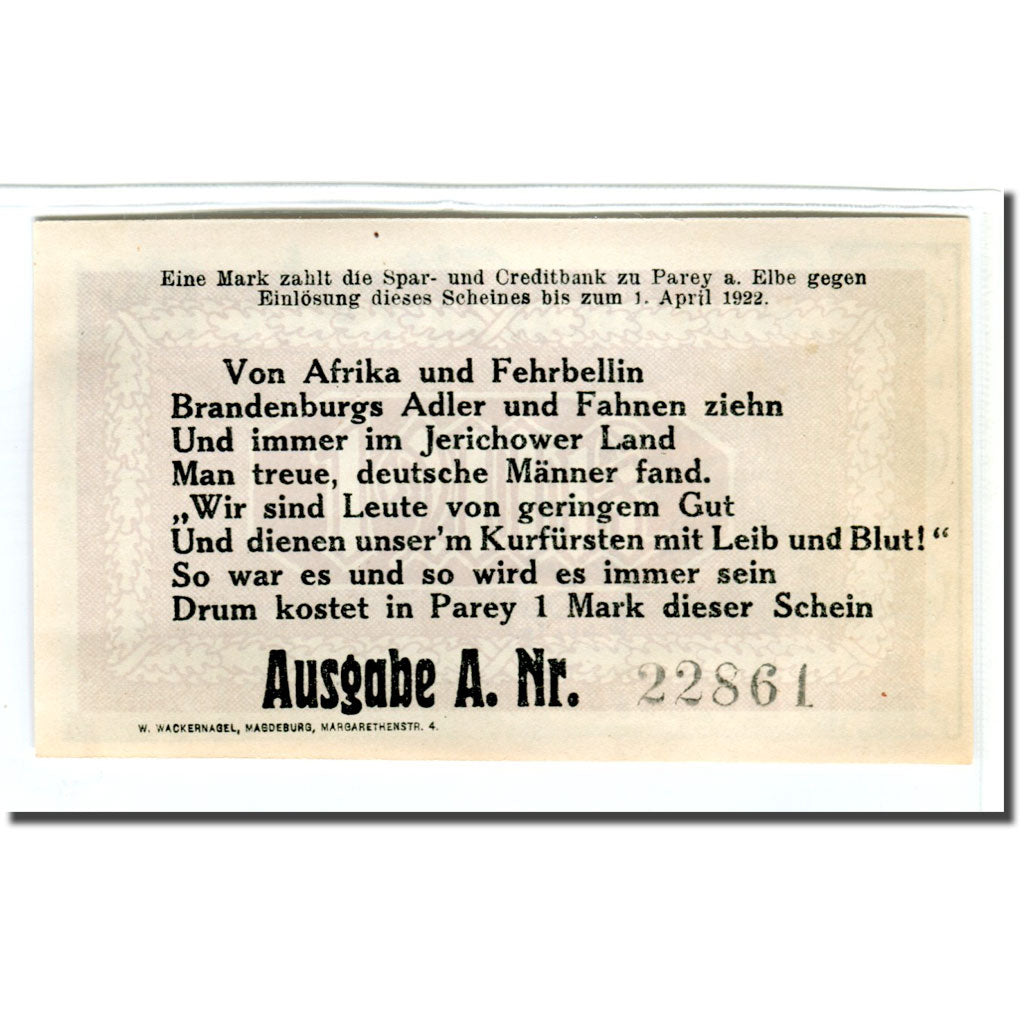 Eine Mark zahlt die Spar- und Creditbank zu Parey a. Elbe gegen
Einlösung dieses Scheines bis zum 1. April 1922.
Von Afrika und Fehrbellin
Brandenburgs Adler und Fahnen ziehn
Und immer im Jerichower Land
Man treue, deutsche Männer fand.
„Wir sind Leute von geringem Gut
Und dienen unser'm Kurfürsten mit Leib und Blut!“
So war es und so wird es immer sein
Drum kostet in Parey 1 Mark dieser Schein
Ausgabe A. Nr. 22861
W. WACKERNAGEL, MAGDEBURG, MARGARETHENSTR. 4.